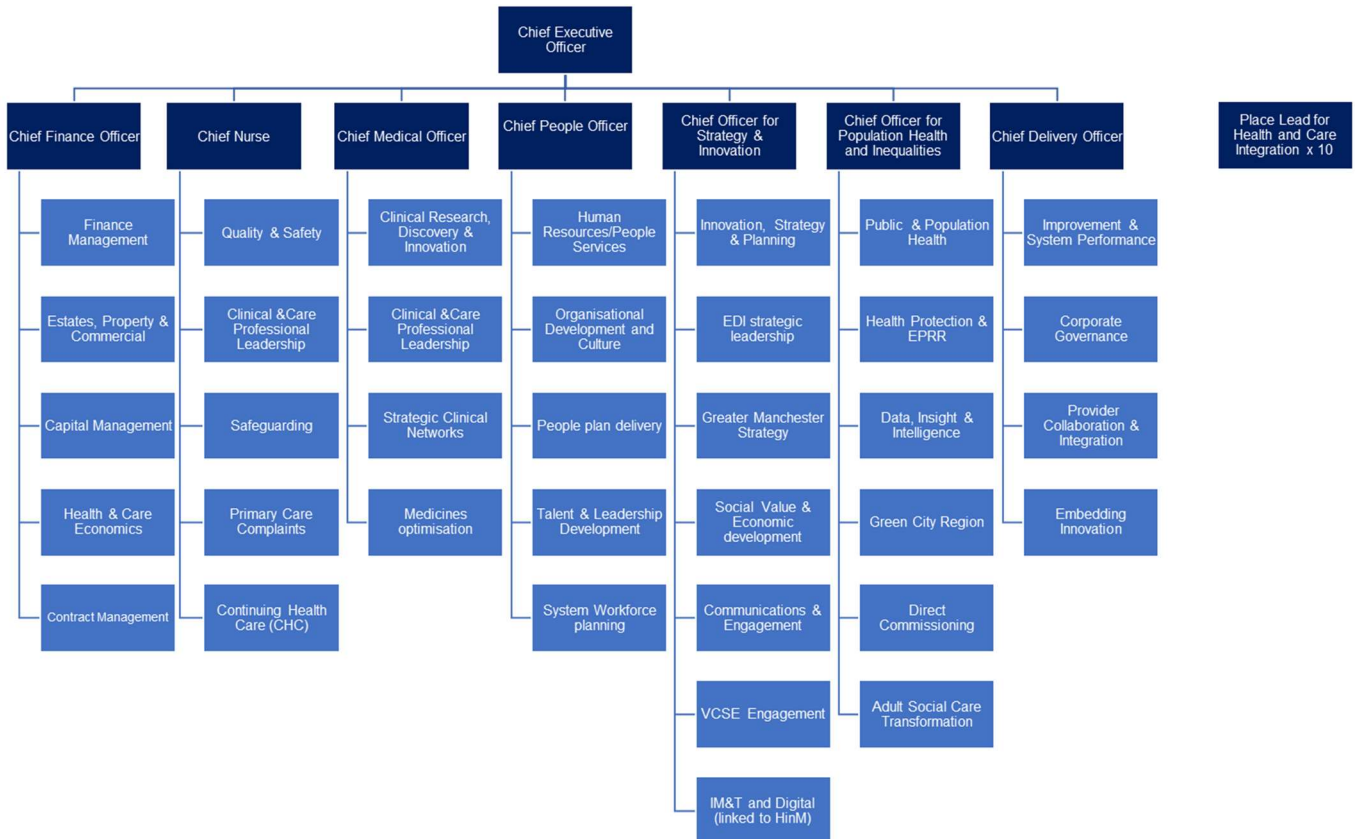 Chief Executive
Officer
Chief Finance Officer
Chief Nurse
Chief Medical Officer
Chief People Officer
Chief Officer for
Strategy &
Innovation
Chief Officer for
Population Health
and Inequalities
Chief Delivery Officer
Place Lead for
Health and Care
Integration x 10
Finance
Management
Estates, Property &
Commercial
Capital Management
Health & Care
Economics
Contract Management
Quality & Safety
Clinical &Care
Professional
Leadership
Safeguarding
Primary Care
Complaints
Continuing Health
Care (CHC)
Clinical Research,
Discovery &
Innovation
Clinical &Care
Professional
Leadership
Strategic Clinical
Networks
Medicines
optimisation
Human
Resources/People
Services
Organisational
Development and
Culture
People plan delivery
Talent & Leadership
Development
System Workforce
planning
Innovation, Strategy
& Planning
EDI strategic
leadership
Greater Manchester
Strategy
Social Value &
Economic
development
Communications &
Engagement
VCSE Engagement
IM&T and Digital
(linked to HinM)
Public & Population
Health
Health Protection &
EPRR
Data, Insight &
Intelligence
Green City Region
Direct
Commissioning
Adult Social Care
Transformation
Improvement &
System Performance
Corporate
Governance
Provider
Collaboration &
Integration
Embedding
Innovation